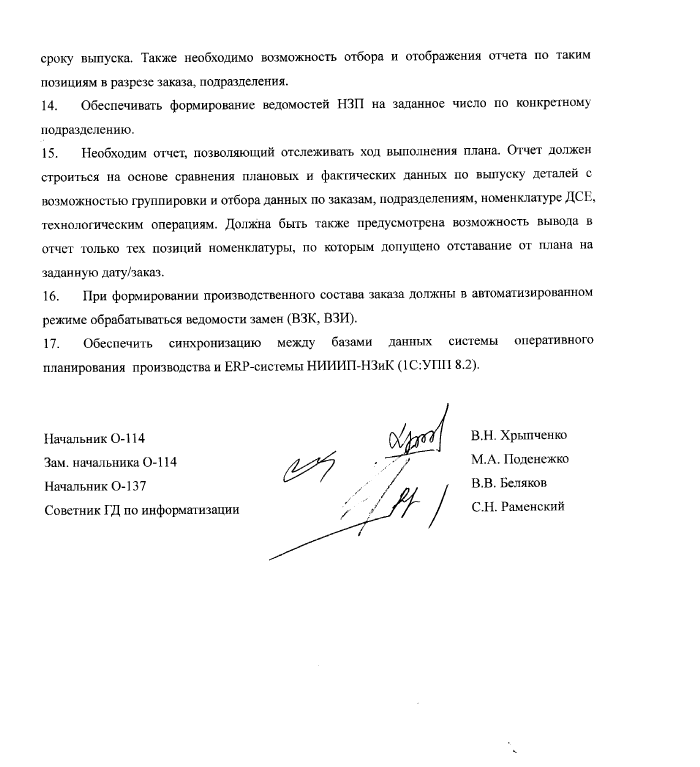 сроку выпуска. Также необходимо возможность отбора и отображения отчета по таким
позициям в разрезе заказа, подразделения.
14. Обеспечивать формирование ведомостей НЗП на заданное число по конкретному
подразделению.
15. Необходим отчет, позволяющий отслеживать ход выполнения плана. Отчет должен
строиться на основе сравнения плановых и фактических данных по выпуску деталей с
возможностью группировки и отбора данных по заказам, подразделениям, номенклатуре ДСЕ,
технологическим операциям. Должна быть также предусмотрена возможность вывода в
отчет только тех позиций номенклатуры, по которым допущено отставание от плана на
заданную дату/заказ.
16. При формировании производственного состава заказа должны в автоматизированном
режиме обрабатываться ведомости замен (ВЗК, ВЗИ).
17. Обеспечить синхронизацию между базами данных системы оперативного
планирования производства и ERP-системы НИИИП-НЗиК (1С:УПП 8.2).
Начальник О-114 В.Н. Хрыпченко
Зам. начальника О-114 М.А. Поденежко
Начальник О-137 В.В. Беляков
Советник ГД по информатизации С.Н. Раменский